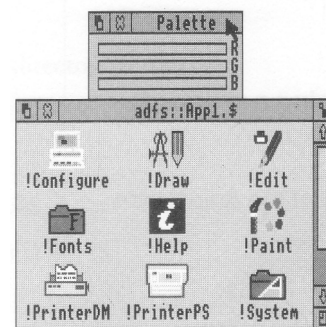 Palette
R
G
B
adfs::App1.$
!Configure !Draw !Edit
F
!Fonts !Help !Paint
!PrinterDM !PrinterPS !System